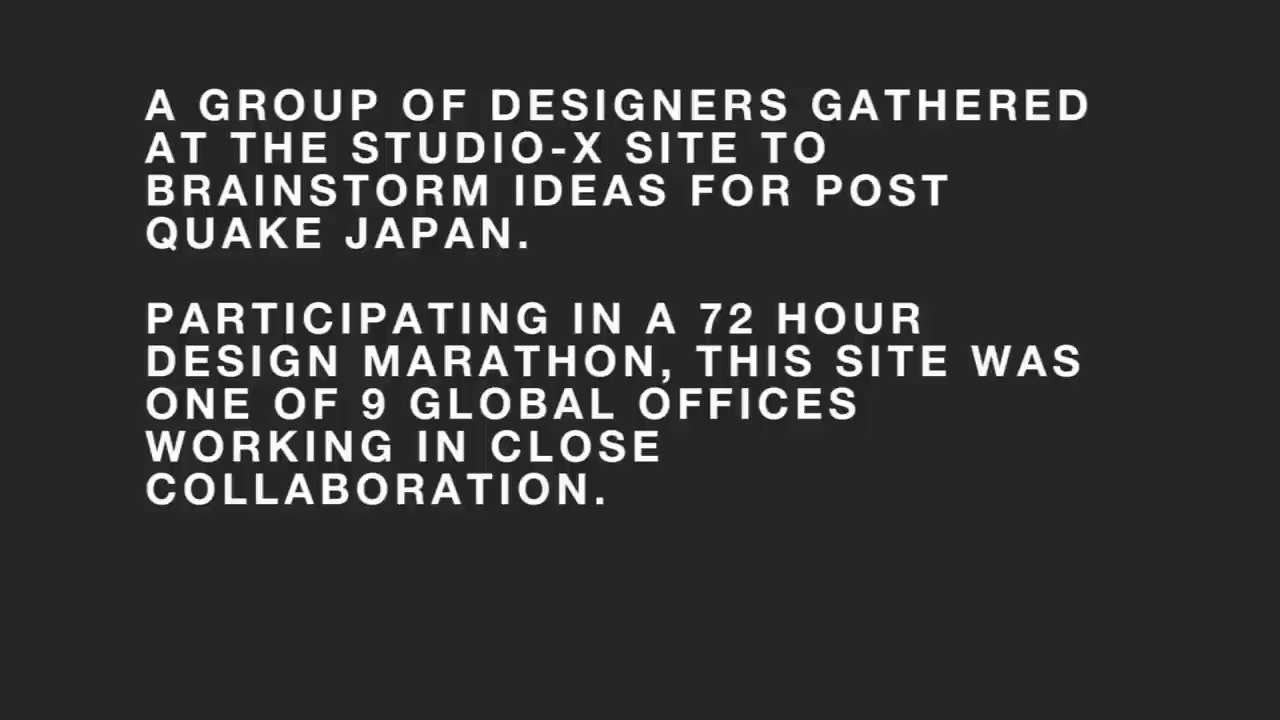 A GROUP OF DESIGNERS GATHERED
AT THE STUDIO-X SITE TO
BRAINSTORM IDEAS FOR POST
QUAKE JAPAN.
PARTICIPATING IN A 72 HOUR
DESIGN MARATHON, THIS SITE WAS
ONE OF 9 GLOBAL OFFICES
WORKING IN CLOSE
COLLABORATION.